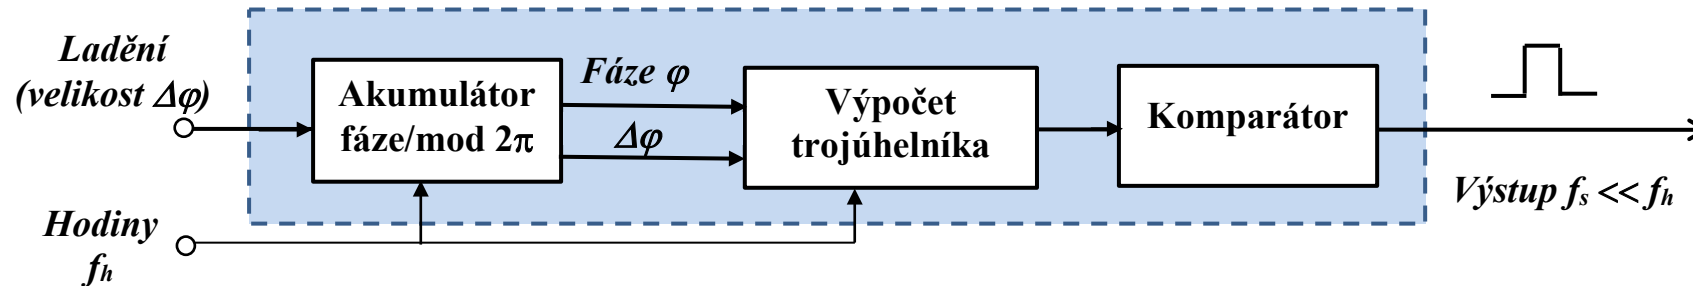 Ladění
(velikost Δφ)
Akumulátor
fáze/mod 2π
Fáze φ
Δφ
Výpočet
trojúhelníka
Komparátor
Výstup fs << fh
Hodiny
fh